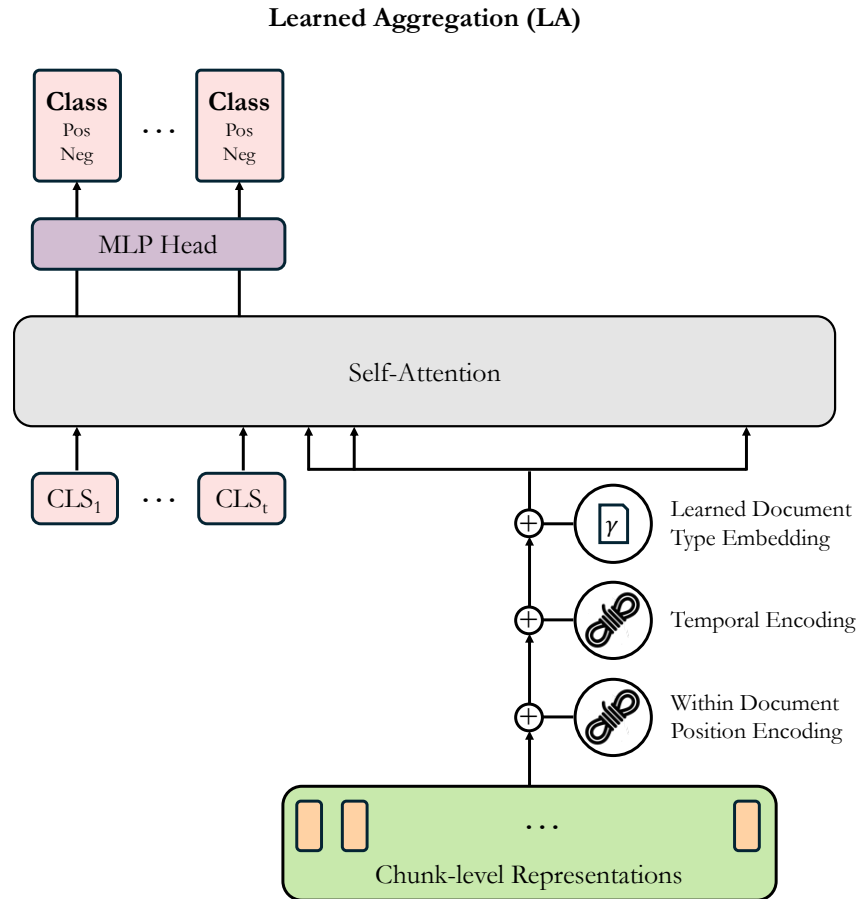 Learned Aggregation (LA)
Class
Pos
Neg
...
Class
Pos
Neg
MLP Head
Self-Attention
CLS₁
...
CLSₜ
γ
Learned Document
Type Embedding
+
Temporal Encoding
+
Within Document
Position Encoding
+
...
Chunk-level Representations